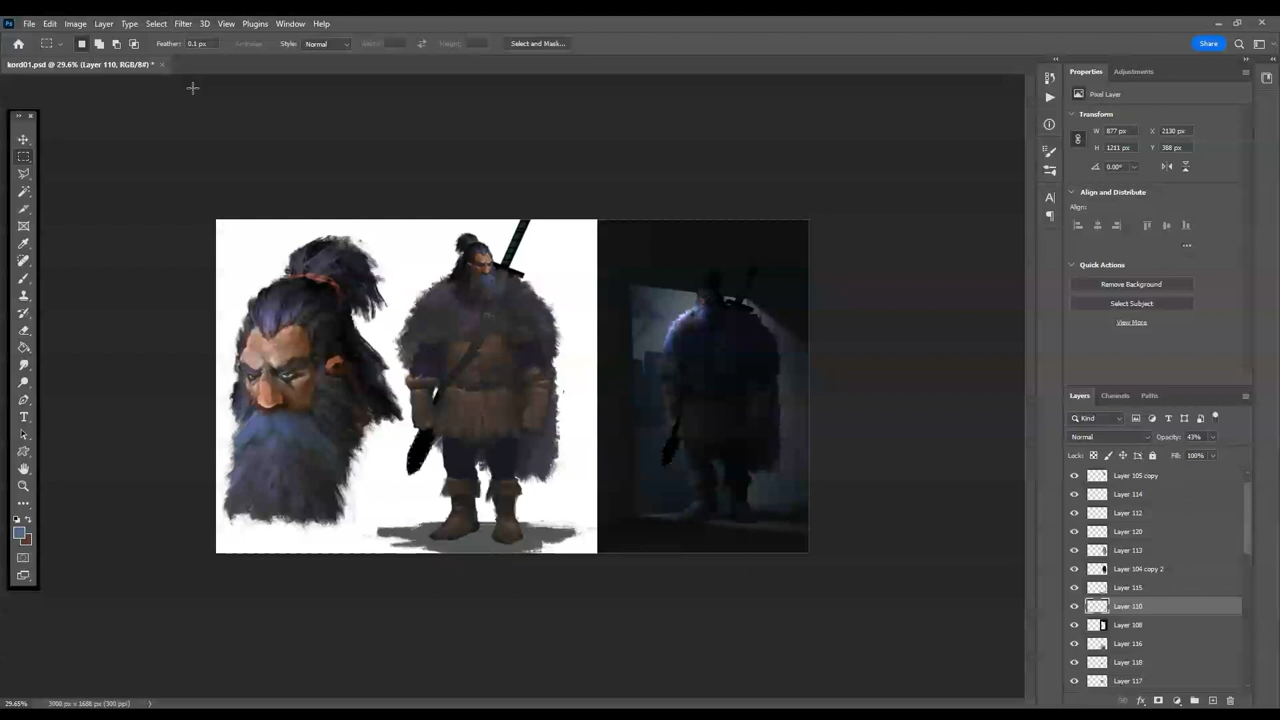 Ps File Edit Image Layer Type Select Filter 3D View Plugins Window Help
Feather: 0.1 px Style: Normal Select and Mask... Share
kord01.psd @ 29.6% (Layer 110, RGB/8#) *
Properties Adjustments
Pixel Layer
Transform
W 877 px X 2130 px
H 1211 px Y 388 px
0.00°
Align and Distribute
Align:
Quick Actions
Remove Background
Select Subject
View More
Layers Channels Paths
Kind
Normal Opacity: 43%
Lock: Fill: 100%
Layer 105 copy
Layer 114
Layer 112
Layer 120
Layer 113
Layer 104 copy 2
Layer 115
Layer 110
Layer 108
Layer 116
Layer 118
Layer 117
29.65% 3000 px x 1688 px (300 ppi)